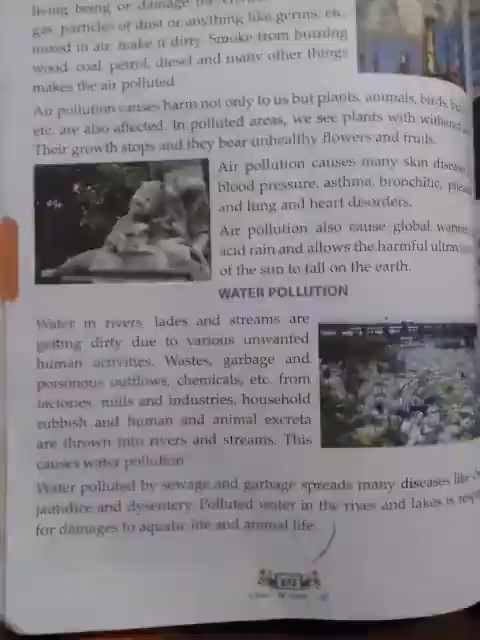 living being or damage the
gas, particles of dust or anything like germs, etc.
mixed in air make it dirty. Smoke from burning
wood, coal, petrol, diesel and many other things
makes the air polluted.
Air pollution causes harm not only to us but plants, animals, birds,
etc. are also affected. In polluted areas, we see plants with withered
Their growth stops and they bear unhealthy flowers and fruits.
Air pollution causes many skin
blood pressure, asthma, bronchitic,
and lung and heart disorders.
Air pollution also cause global
acid rain and allows the harmful
of the sun to fall on the earth.
WATER POLLUTION
Water in rivers, lades and streams are
getting dirty due to various unwanted
human activities. Wastes, garbage and
poisonous outflows, chemicals, etc. from
factories, mills and industries, household
rubbish and human and animal excreta
are thrown into rivers and streams. This
causes water pollution.
Water polluted by sewage and garbage spreads many diseases like
jaundice and dysentery. Polluted water in the rives and lakes is
for damages to aquatic life and animal life.